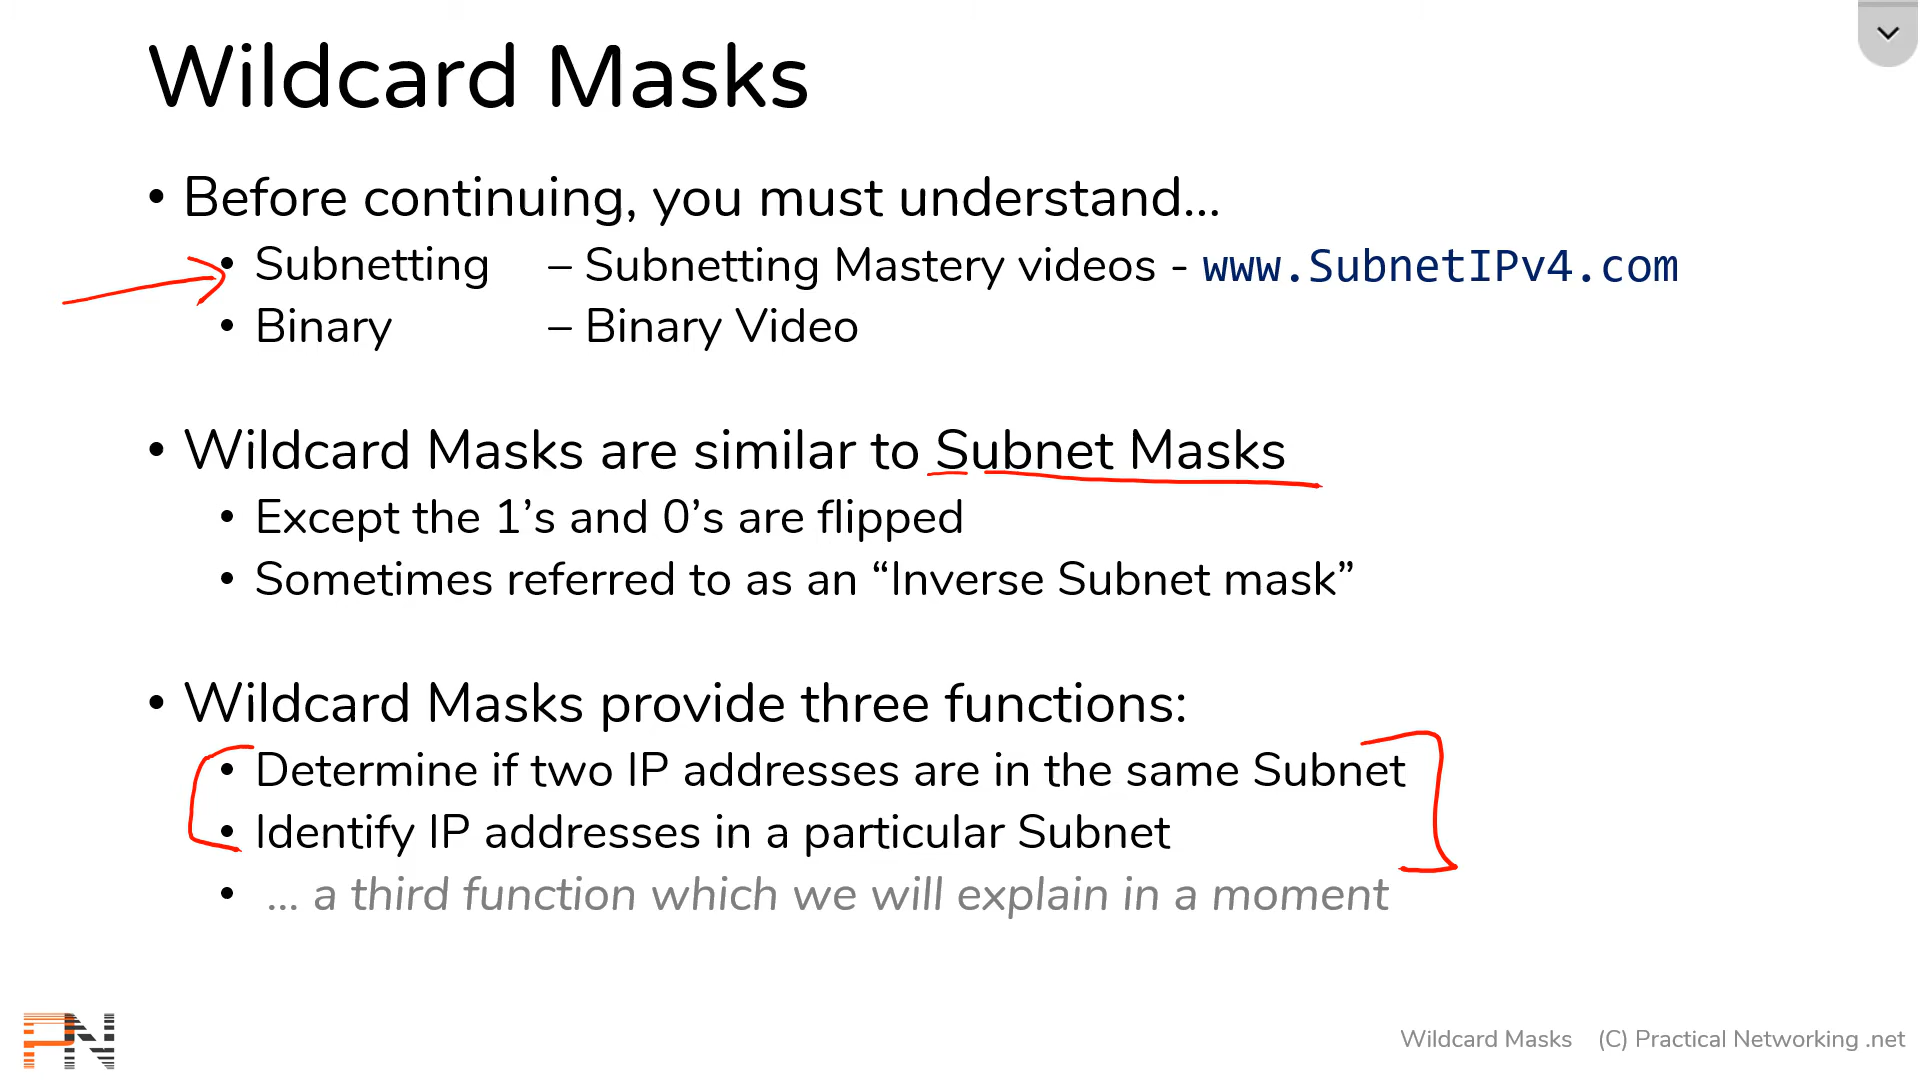 Wildcard Masks
• Before continuing, you must understand…
• Subnetting – Subnetting Mastery videos - www.SubnetIPv4.com
• Binary – Binary Video
• Wildcard Masks are similar to Subnet Masks
• Except the 1’s and 0’s are flipped
• Sometimes referred to as an “Inverse Subnet mask”
• Wildcard Masks provide three functions:
• Determine if two IP addresses are in the same Subnet
• Identify IP addresses in a particular Subnet
• … a third function which we will explain in a moment
PN
Wildcard Masks (C) Practical Networking .net